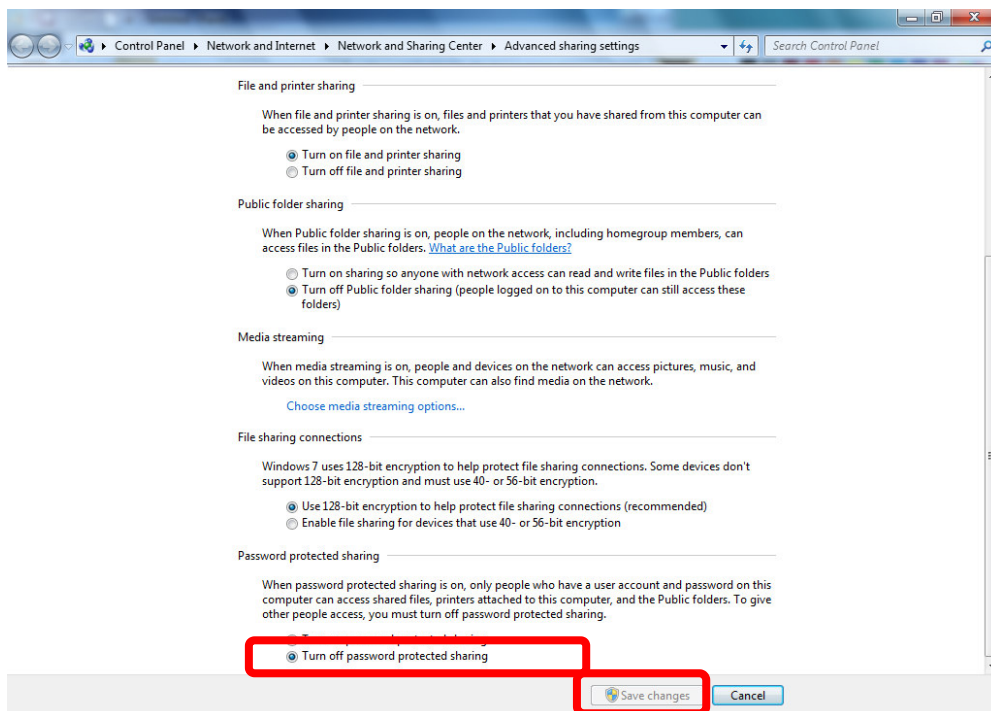 Control Panel Network and Internet Network and Sharing Center Advanced sharing settings Search Control Panel
File and printer sharing
When file and printer sharing is on, files and printers that you have shared from this computer can
be accessed by people on the network.
Turn on file and printer sharing
Turn off file and printer sharing
Public folder sharing
When Public folder sharing is on, people on the network, including homegroup members, can
access files in the Public folders. What are the Public folders?
Turn on sharing so anyone with network access can read and write files in the Public folders
Turn off Public folder sharing (people logged on to this computer can still access these
folders)
Media streaming
When media streaming is on, people and devices on the network can access pictures, music, and
videos on this computer. This computer can also find media on the network.
Choose media streaming options...
File sharing connections
Windows 7 uses 128-bit encryption to help protect file sharing connections. Some devices don't
support 128-bit encryption and must use 40- or 56-bit encryption.
Use 128-bit encryption to help protect file sharing connections (recommended)
Enable file sharing for devices that use 40- or 56-bit encryption
Password protected sharing
When password protected sharing is on, only people who have a user account and password on this
computer can access shared files, printers attached to this computer, and the Public folders. To give
other people access, you must turn off password protected sharing.
Turn off password protected sharing
Save changes Cancel